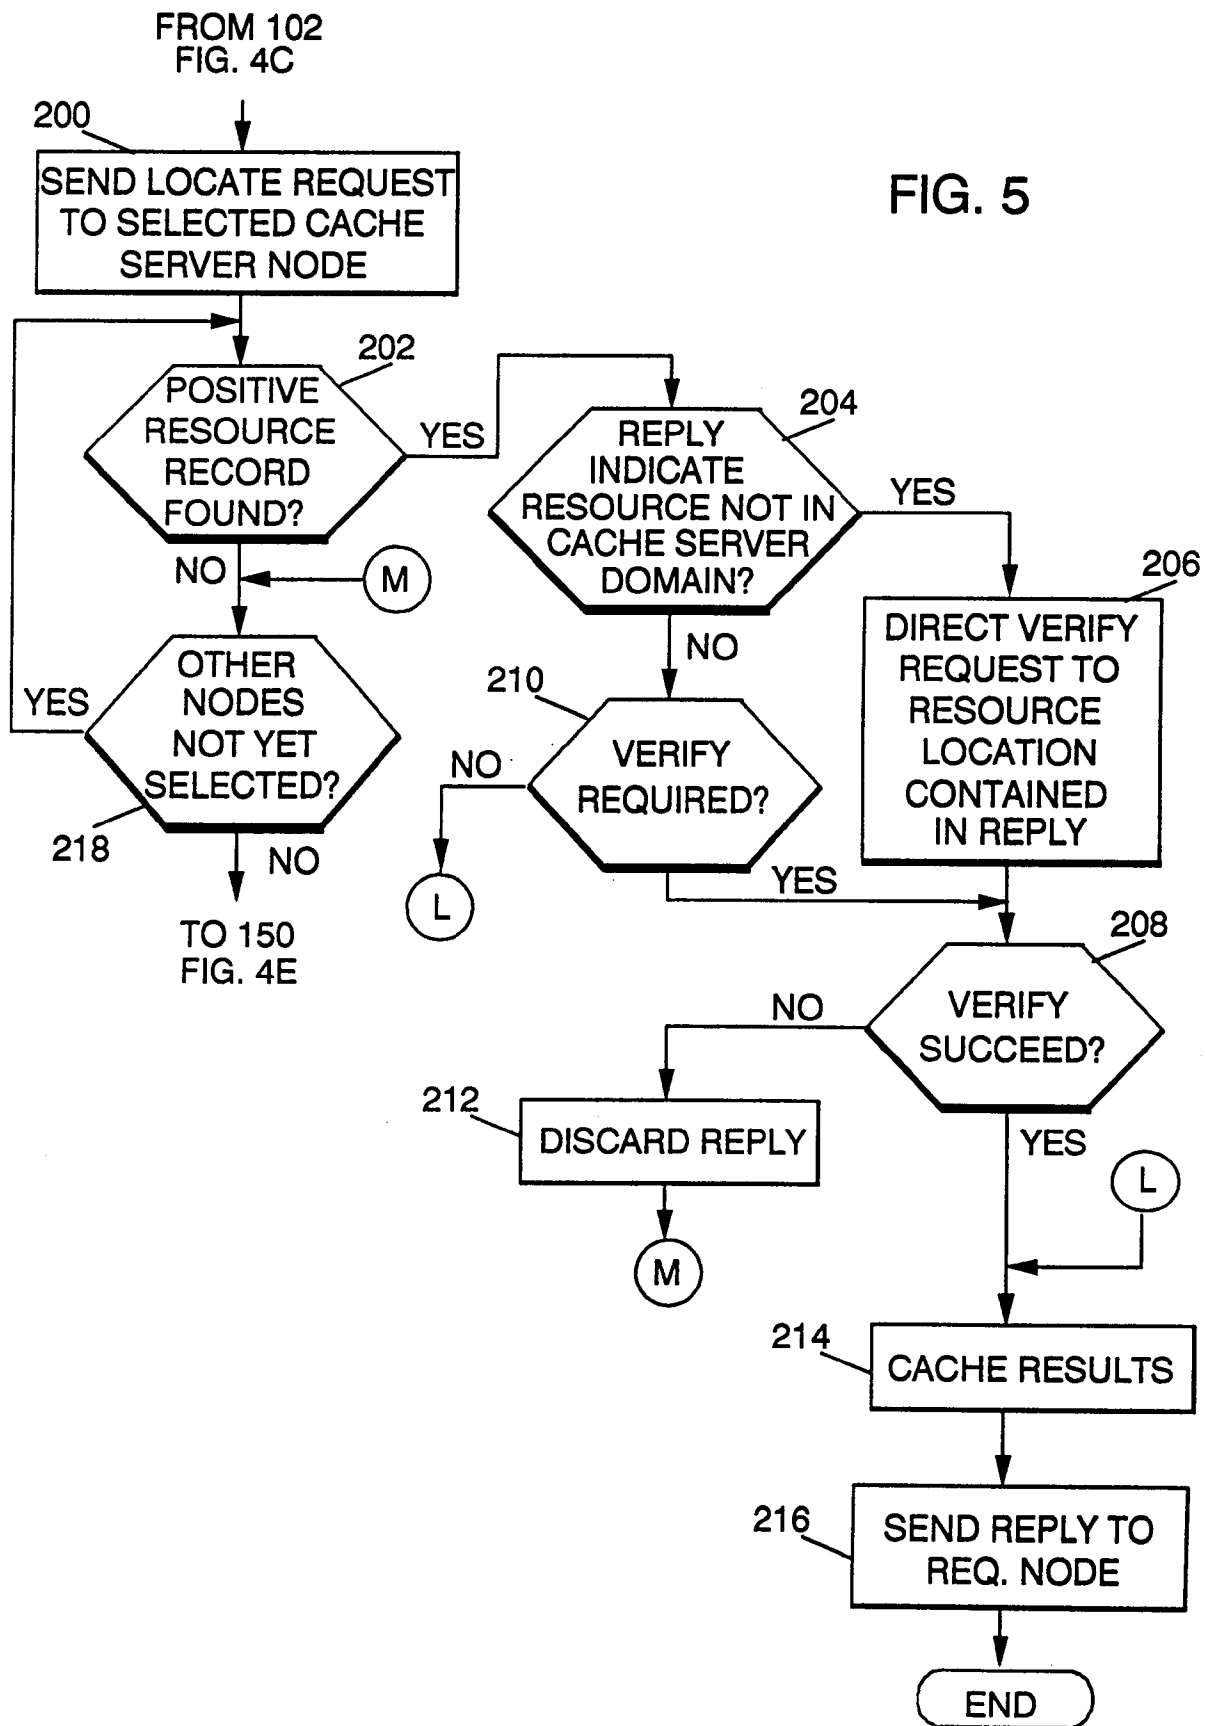 FROM 102
FIG. 4C
200
SEND LOCATE REQUEST
TO SELECTED CACHE
SERVER NODE
FIG. 5
202
POSITIVE
RESOURCE
RECORD
FOUND?
YES
NO
M
204
REPLY
INDICATE
RESOURCE NOT IN
CACHE SERVER
DOMAIN?
YES
NO
206
DIRECT VERIFY
REQUEST TO
RESOURCE
LOCATION
CONTAINED
IN REPLY
OTHER
NODES
NOT YET
SELECTED?
YES
218
NO
TO 150
FIG. 4E
210
VERIFY
REQUIRED?
NO
L
YES
208
VERIFY
SUCCEED?
NO
YES
212
DISCARD REPLY
M
L
214
CACHE RESULTS
216
SEND REPLY TO
REQ. NODE
END